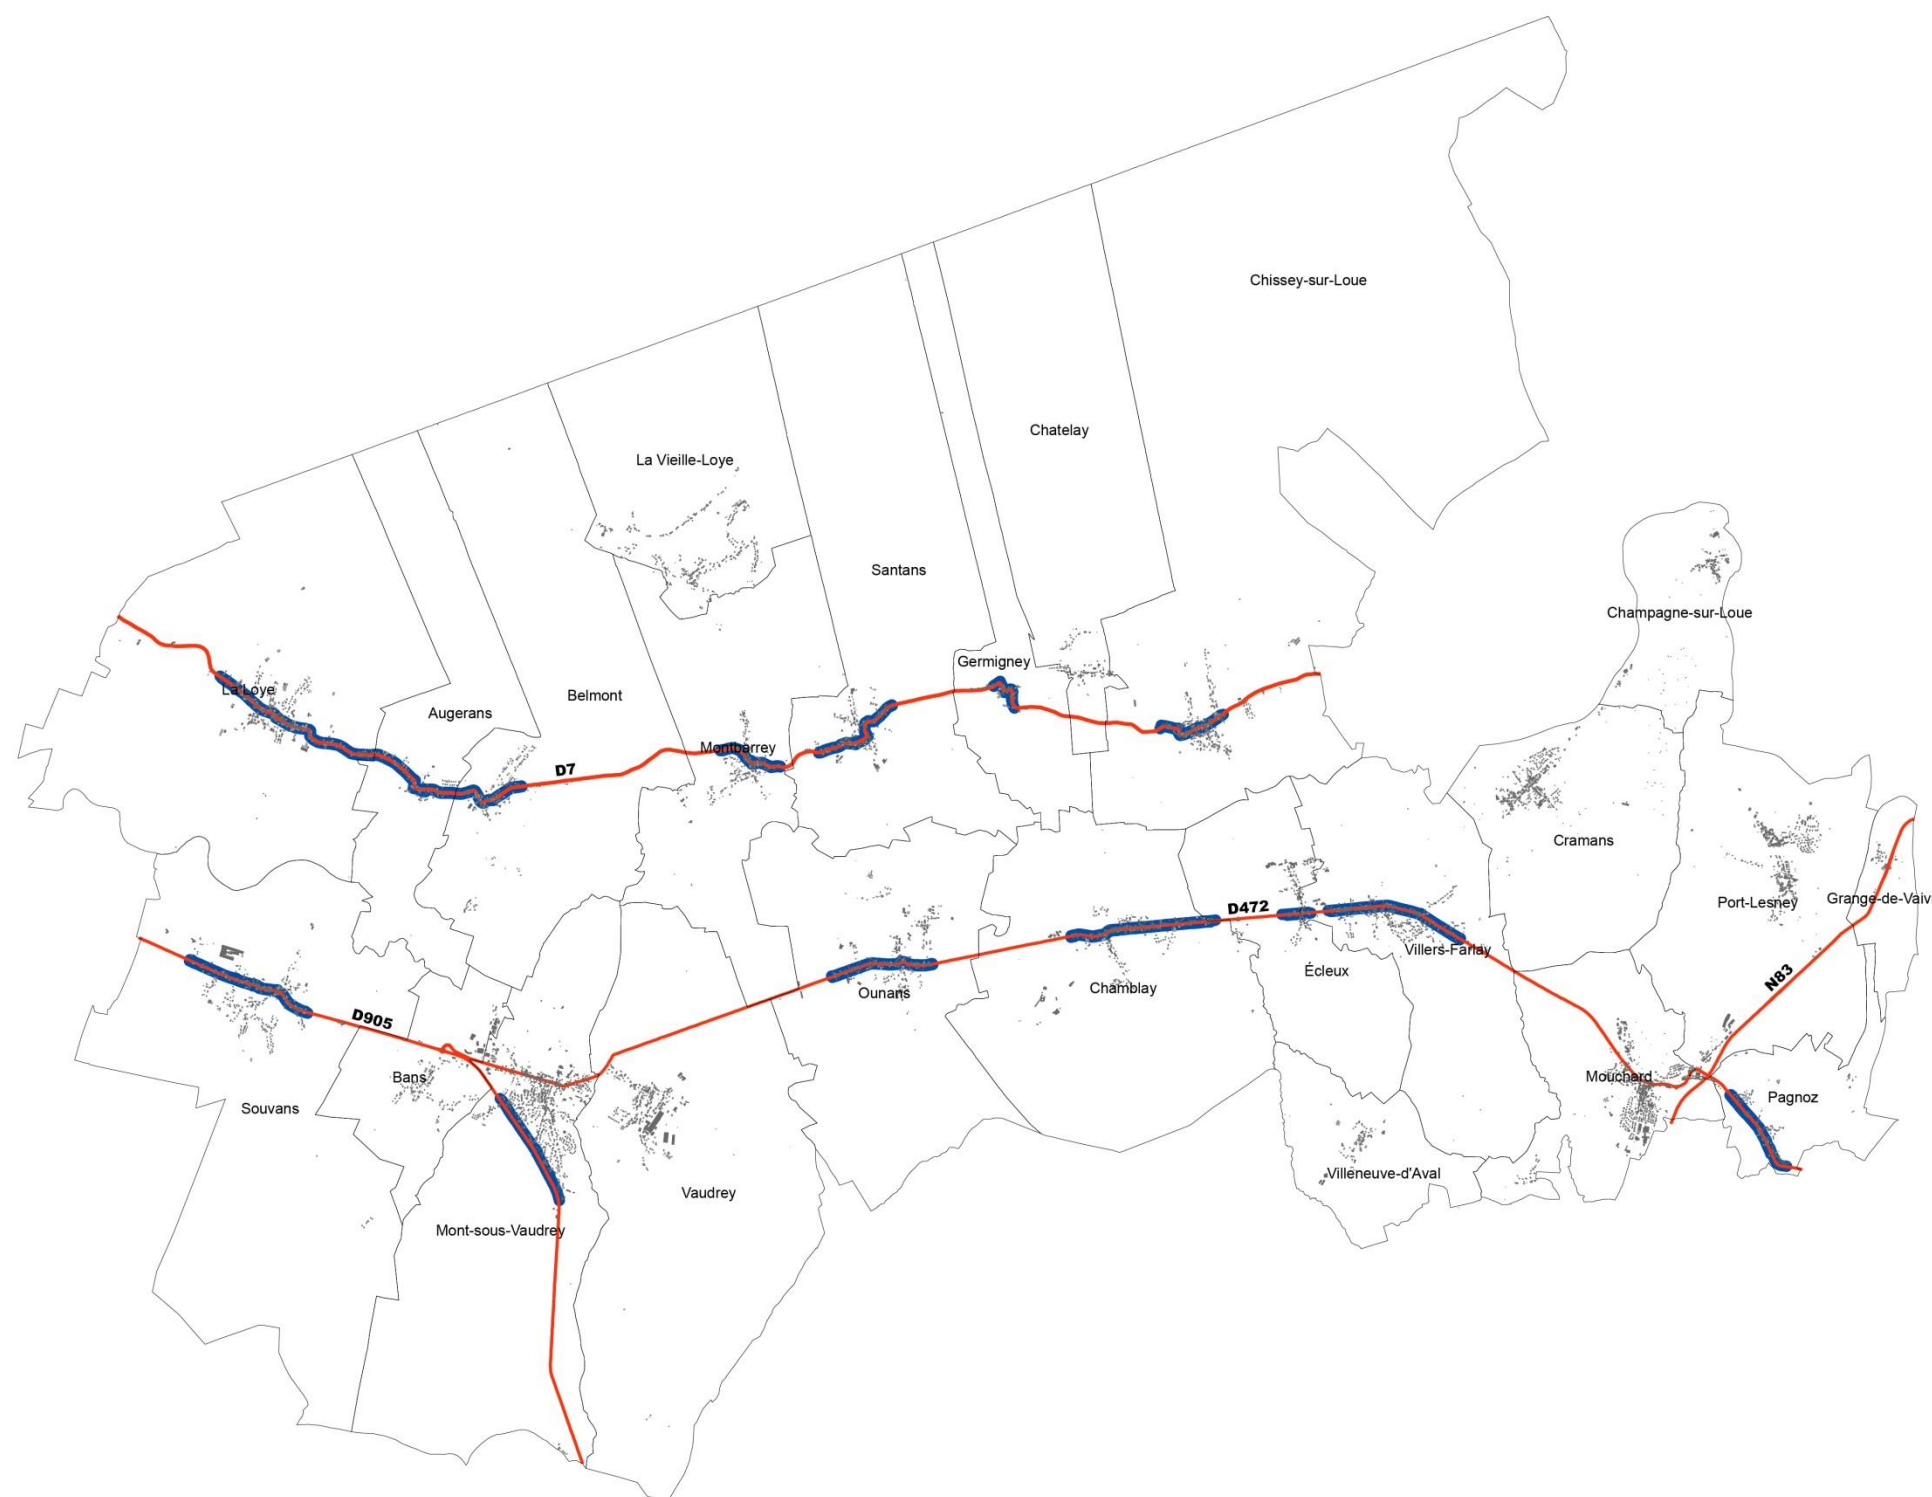 Chissey-sur-Loue
Chatelay
La Vieille-Loye
Santans
Champagne-sur-Loue
Germigney
La Loye
Belmont
Augerans
Montbarrey
D7
Cramans
Port-Lesney
Grange-de-Vaiv
D472
Villers-Farlay
Écleux
N83
Chamblay
Ounans
D905
Bans
Mouchard
Pagnoz
Souvans
Villeneuve-d'Aval
Vaudrey
Mont-sous-Vaudrey